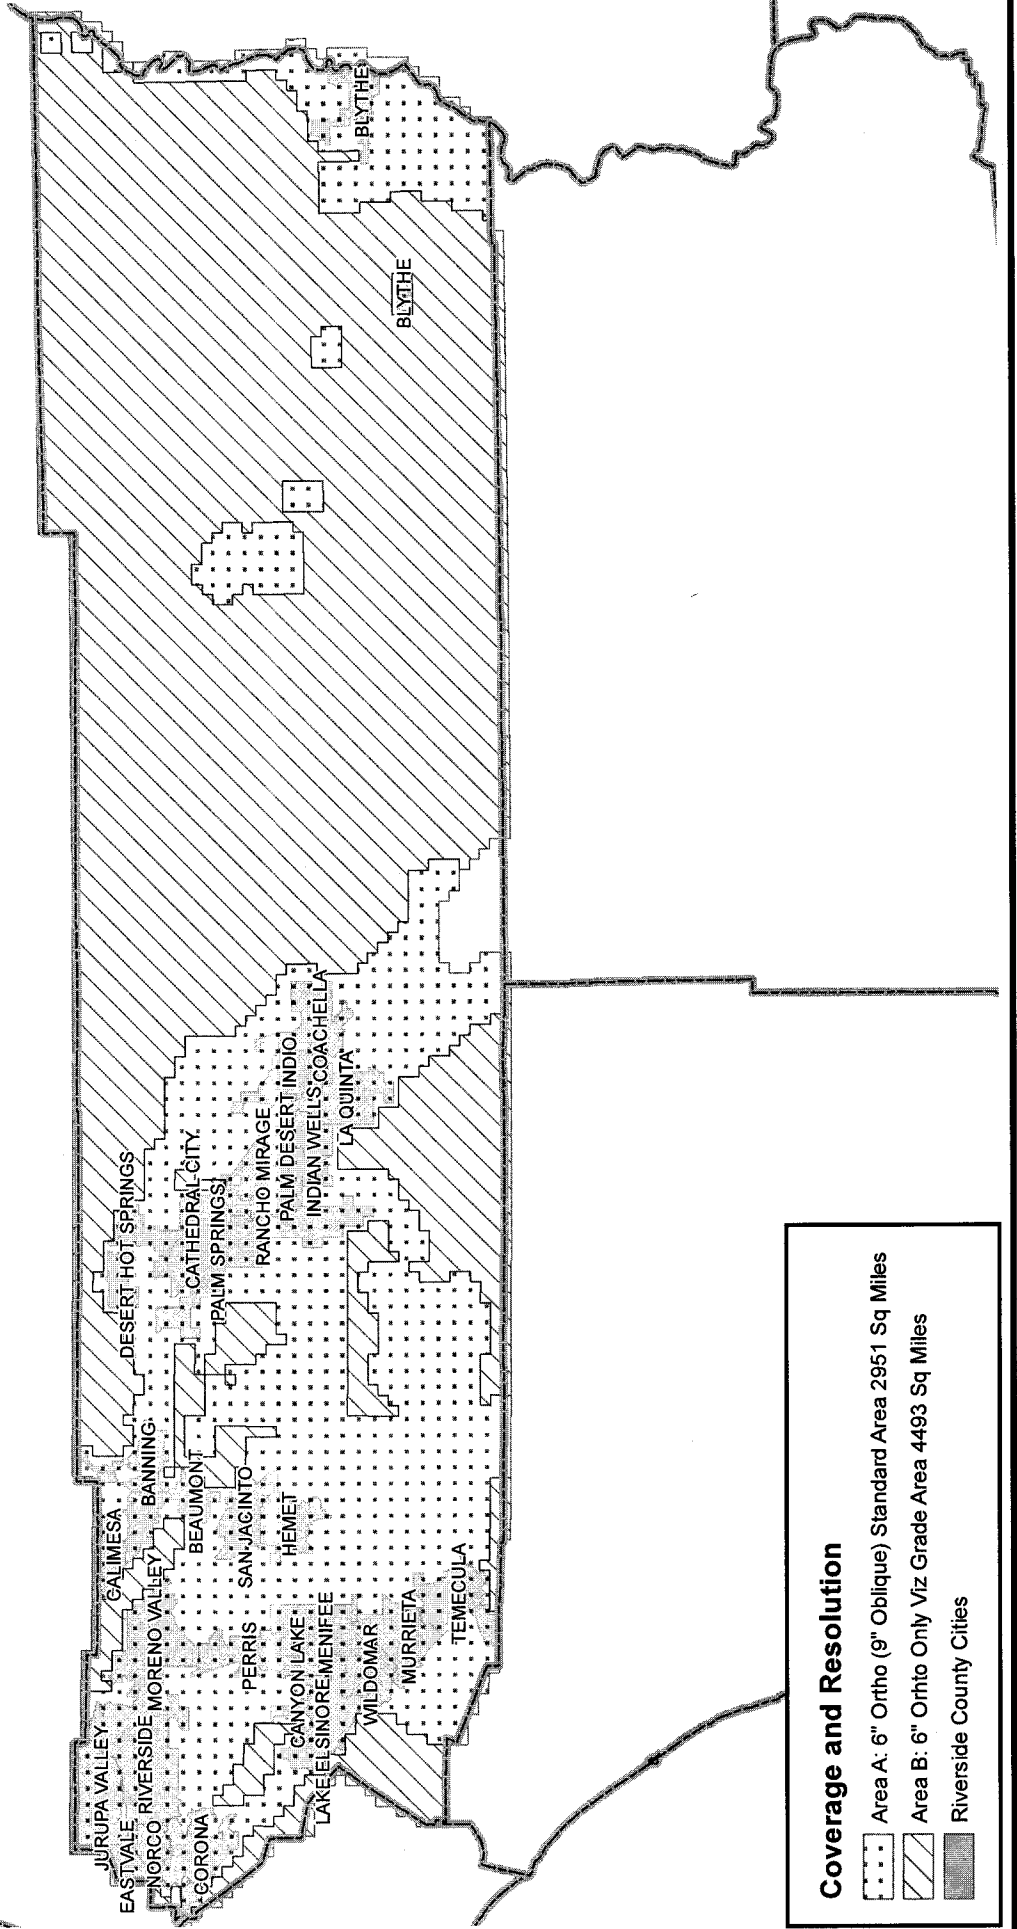 JURUPA VALLEY
EASTVALE
NORCO
RIVERSIDE
CORONA
MORENO VALLEY
CALIMESA
BANNING
BEAUMONT
SAN JACINTO
HEMET
PERRIS
CANYON LAKE
LAKE ELSINORE
MENIFEE
WILDOMAR
MURRIETA
TEMECULA
DESERT HOT SPRINGS
CATHEDRAL CITY
PALM SPRINGS
RANCHO MIRAGE
PALM DESERT
INDIO
INDIAN WELLS
COACHELLA
LA QUINTA
BLYTHE
BLYTHE
Coverage and Resolution
Area A: 6" Ortho (9" Oblique) Standard Area 2951 Sq Miles
Area B: 6" Orhto Only Viz Grade Area 4493 Sq Miles
Riverside County Cities